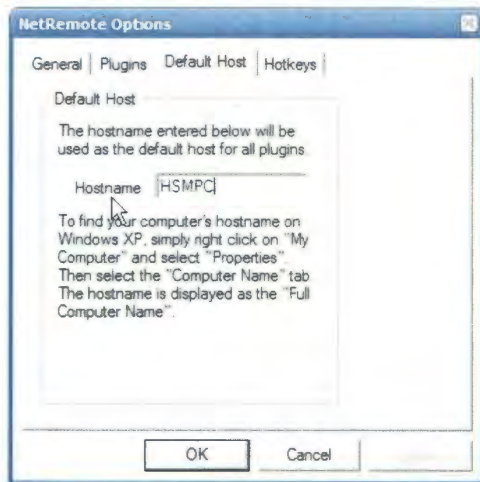 NetRemote Options
General Plugins Default Host Hotkeys
Default Host
The hostname entered below will be
used as the default host for all plugins.
Hostname HSMPC
To find your computer's hostname on
Windows XP, simply right click on "My
Computer" and select "Properties".
Then select the "Computer Name" tab
The hostname is displayed as the "Full
Computer Name".
OK Cancel